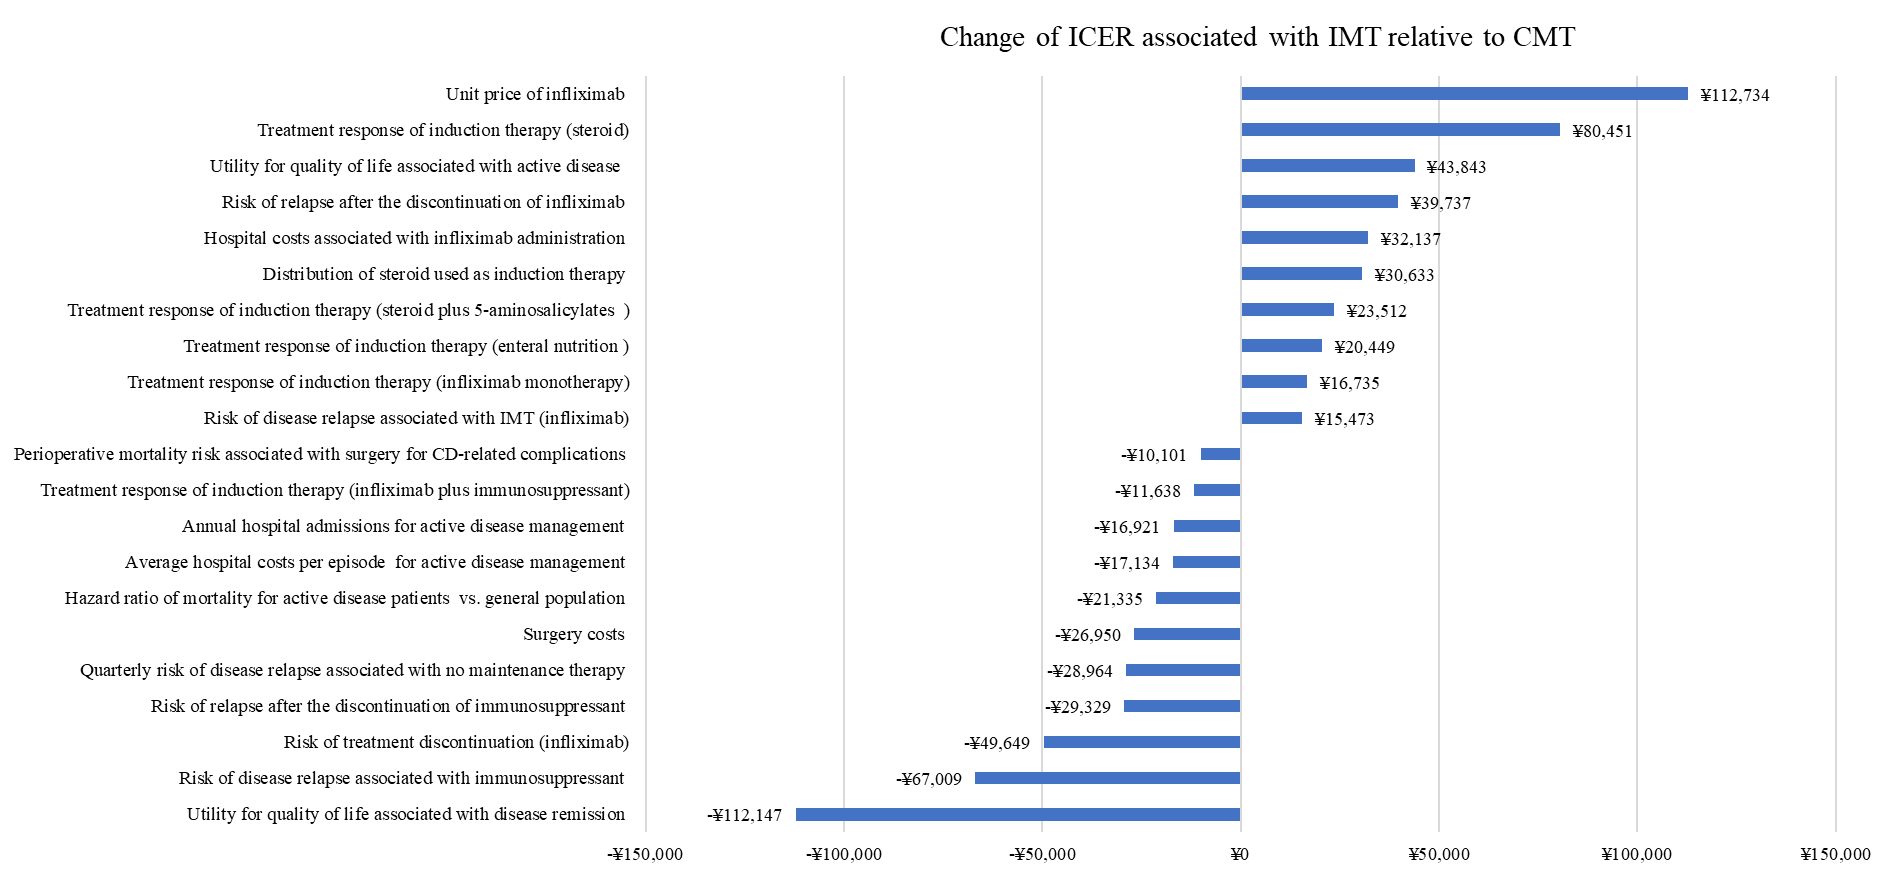 Change of ICER associated with IMT relative to CMT
Unit price of infliximab ¥112,734
Treatment response of induction therapy (steroid) ¥80,451
Utility for quality of life associated with active disease ¥43,843
Risk of relapse after the discontinuation of infliximab ¥39,737
Hospital costs associated with infliximab administration ¥32,137
Distribution of steroid used as induction therapy ¥30,633
Treatment response of induction therapy (steroid plus 5-aminosalicylates ) ¥23,512
Treatment response of induction therapy (enteral nutrition ) ¥20,449
Treatment response of induction therapy (infliximab monotherapy) ¥16,735
Risk of disease relapse associated with IMT (infliximab) ¥15,473
Perioperative mortality risk associated with surgery for CD-related complications -¥10,101
Treatment response of induction therapy (infliximab plus immunosuppressant) -¥11,638
Annual hospital admissions for active disease management -¥16,921
Average hospital costs per episode for active disease management -¥17,134
Hazard ratio of mortality for active disease patients vs. general population -¥21,335
Surgery costs -¥26,950
Quarterly risk of disease relapse associated with no maintenance therapy -¥28,964
Risk of relapse after the discontinuation of immunosuppressant -¥29,329
Risk of treatment discontinuation (infliximab) -¥49,649
Risk of disease relapse associated with immunosuppressant -¥67,009
Utility for quality of life associated with disease remission -¥112,147
-¥150,000 -¥100,000 -¥50,000 ¥0 ¥50,000 ¥100,000 ¥150,000